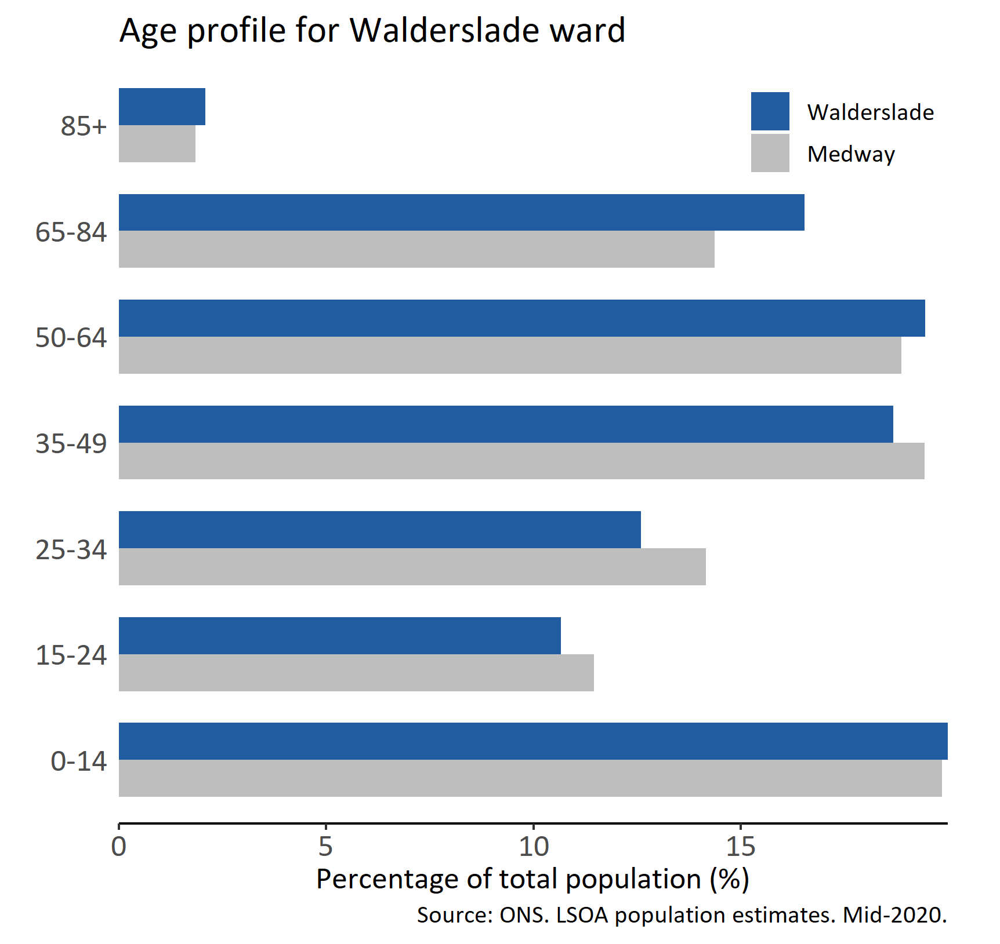 Age profile for Walderslade ward
Walderslade
Medway
85+
65-84
50-64
35-49
25-34
15-24
0-14
0 5 10 15
Percentage of total population (%)
Source: ONS. LSOA population estimates. Mid-2020.